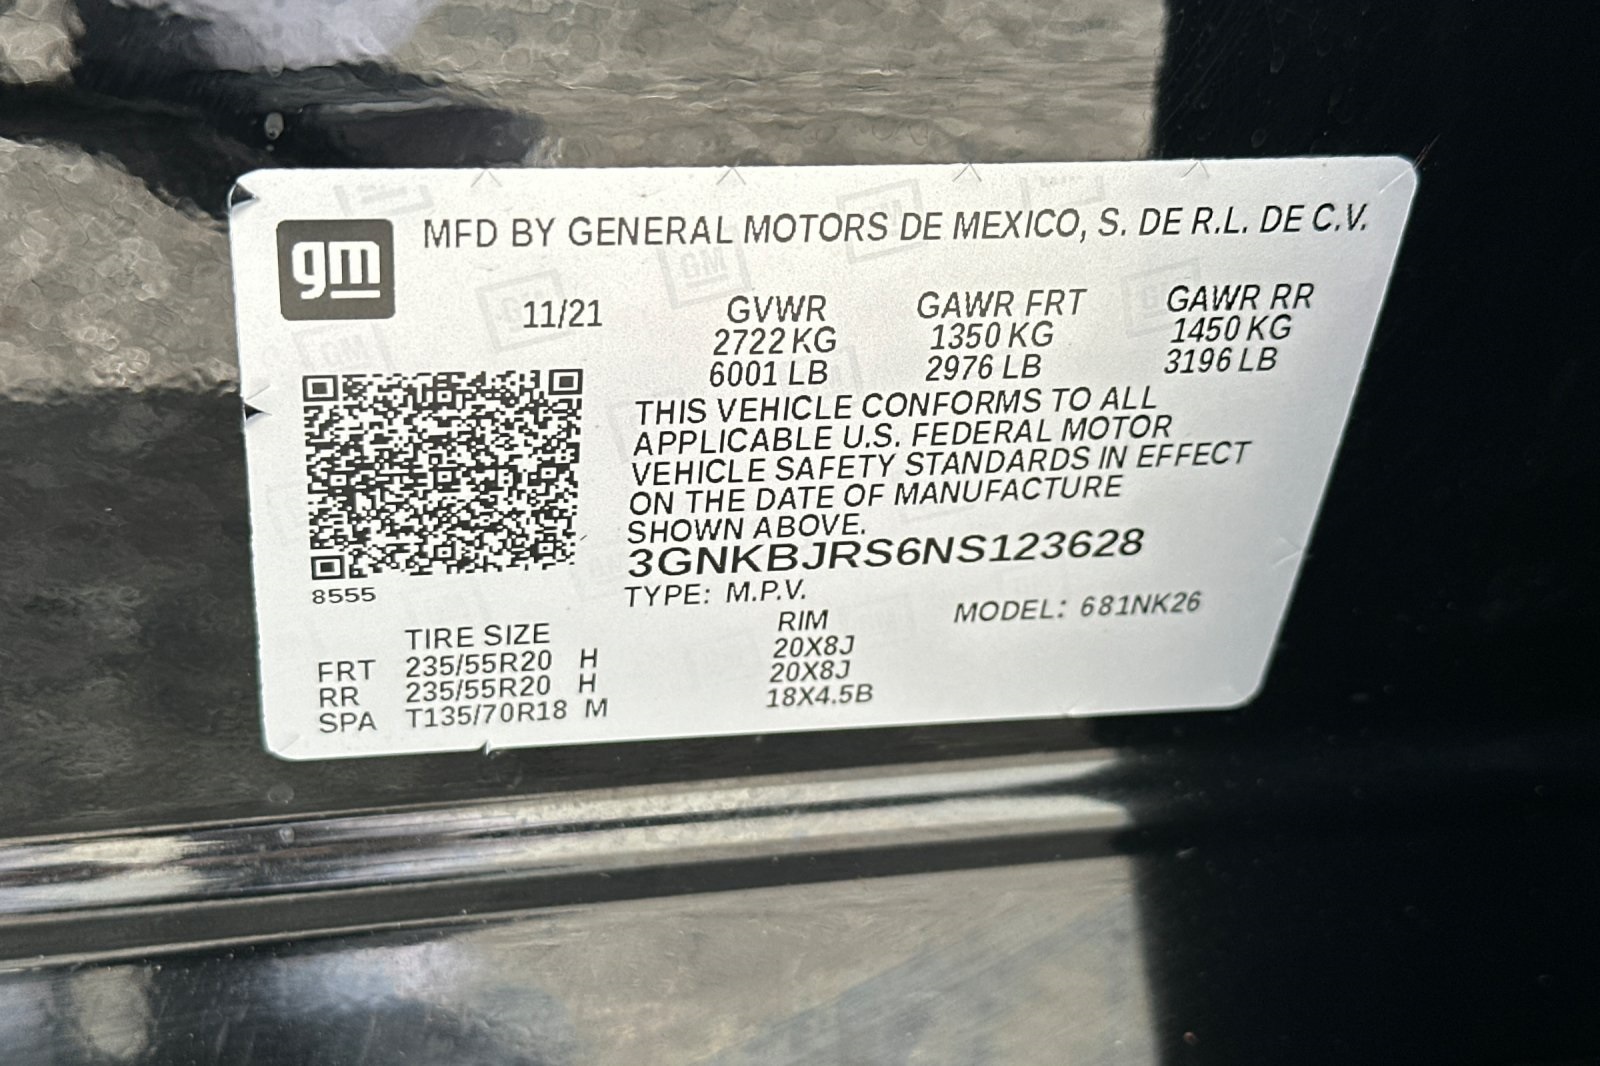 gm
MFD BY GENERAL MOTORS DE MEXICO, S. DE R.L. DE C.V.
11/21 GVWR GAWR FRT GAWR RR
2722 KG 1350 KG 1450 KG
6001 LB 2976 LB 3196 LB
THIS VEHICLE CONFORMS TO ALL
APPLICABLE U.S. FEDERAL MOTOR
VEHICLE SAFETY STANDARDS IN EFFECT
ON THE DATE OF MANUFACTURE
SHOWN ABOVE.
3GNKBJRS6NS123628
8555
TYPE: M.P.V. MODEL: 681NK26
TIRE SIZE RIM
FRT 235/55R20 H 20X8J
RR 235/55R20 H 20X8J
SPA T135/70R18 M 18X4.5B